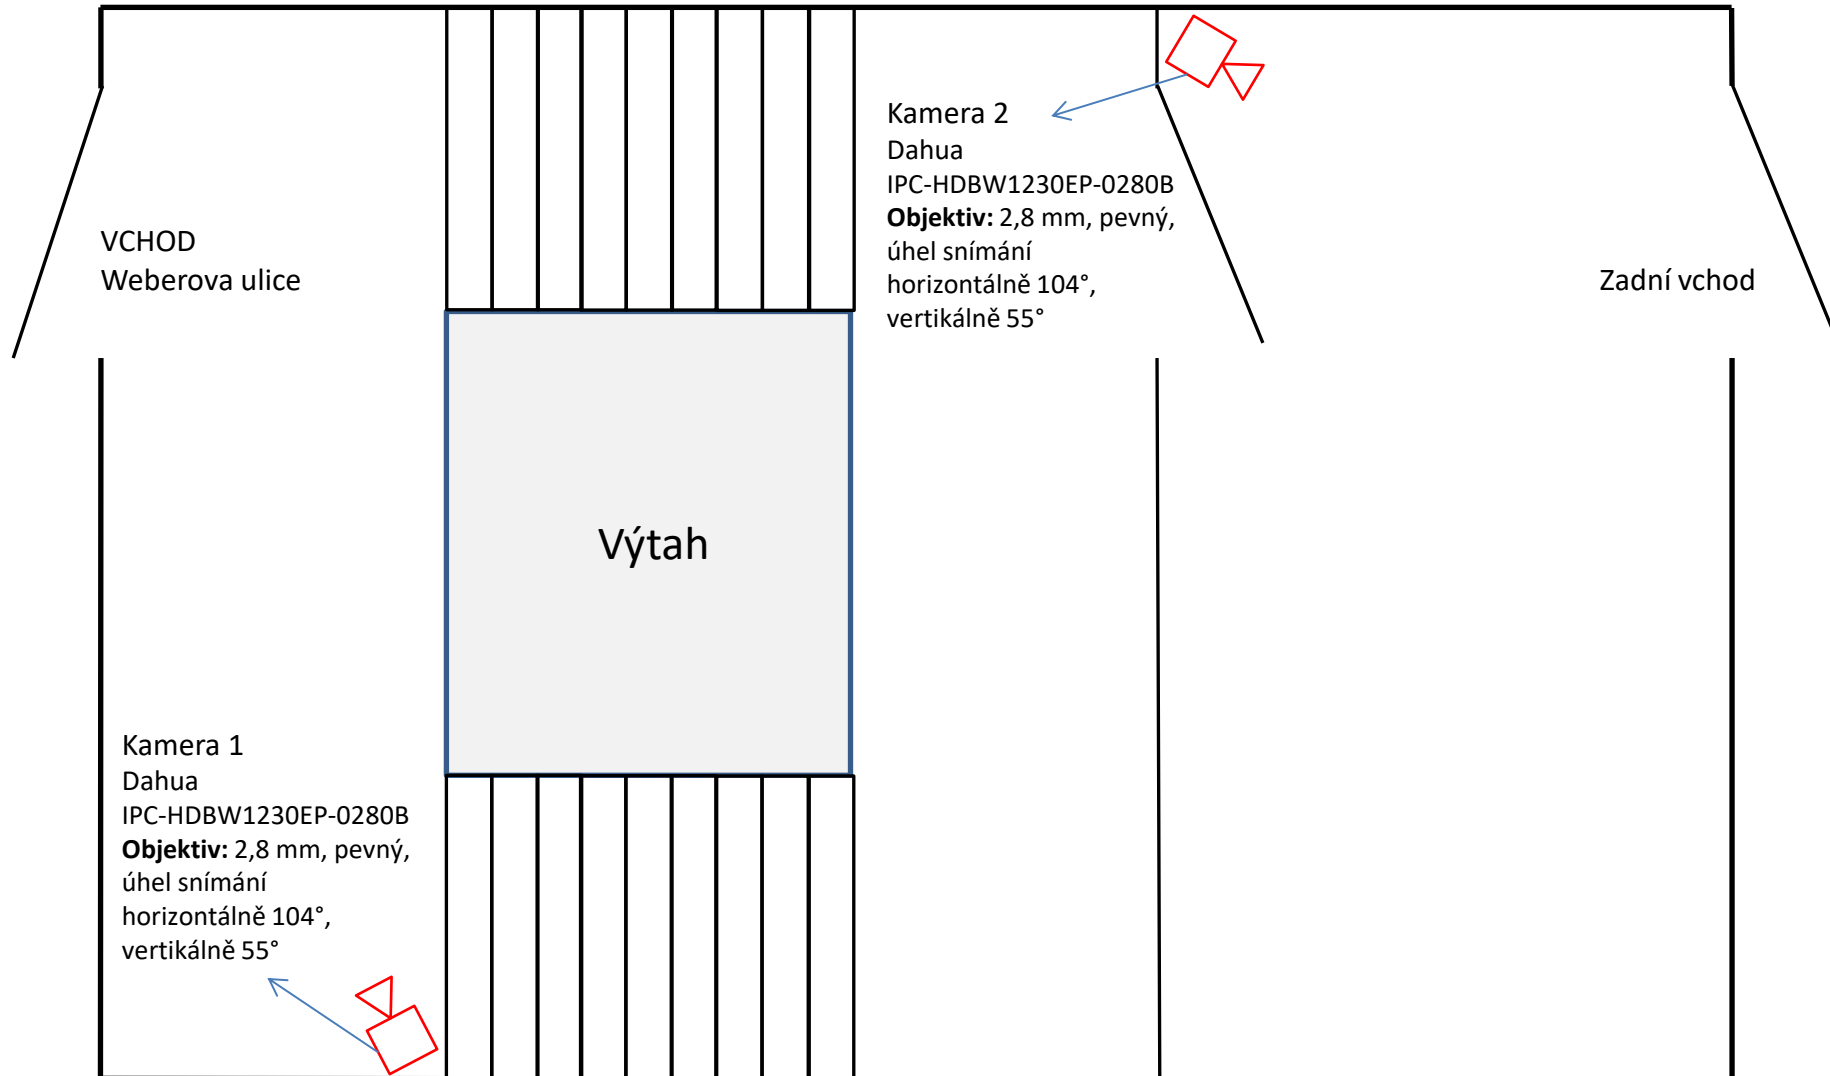 VCHOD
Weberova ulice
Kamera 2
Dahua
IPC-HDBW1230EP-0280B
Objektiv: 2,8 mm, pevný,
úhel snímání
horizontálně 104°,
vertikálně 55°
Zadní vchod
Výtah
Kamera 1
Dahua
IPC-HDBW1230EP-0280B
Objektiv: 2,8 mm, pevný,
úhel snímání
horizontálně 104°,
vertikálně 55°